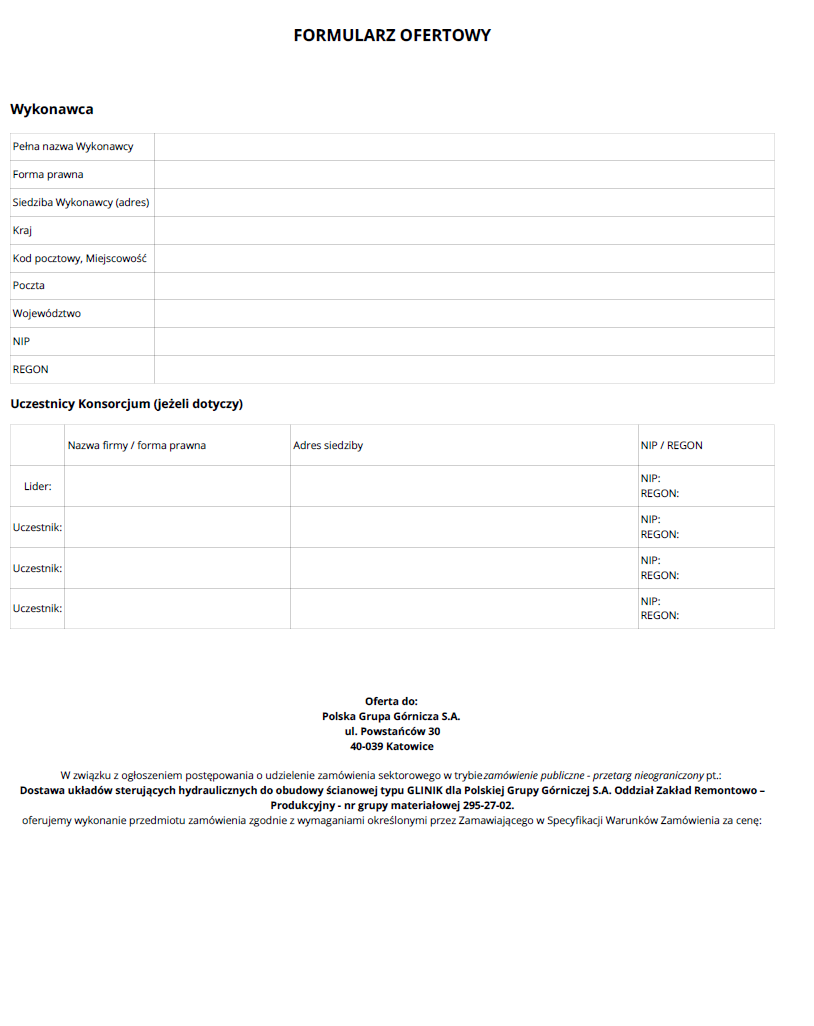 FORMULARZ OFERTOWY
Wykonawca
Pełna nazwa Wykonawcy
Forma prawna
Siedziba Wykonawcy (adres)
Kraj
Kod pocztowy, Miejscowość
Poczta
Województwo
NIP
REGON
Uczestnicy Konsorcjum (jeżeli dotyczy)
Nazwa firmy / forma prawna Adres siedziby NIP / REGON
Lider: NIP:
REGON:
Uczestnik: NIP:
REGON:
Uczestnik: NIP:
REGON:
Uczestnik: NIP:
REGON:
Oferta do:
Polska Grupa Górnicza S.A.
ul. Powstańców 30
40-039 Katowice
W związku z ogłoszeniem postępowania o udzielenie zamówienia sektorowego w trybiezamówienie publiczne - przetarg nieograniczony pt.:
Dostawa układów sterujących hydraulicznych do obudowy ścianowej typu GLINIK dla Polskiej Grupy Górniczej S.A. Oddział Zakład Remontowo –
Produkcyjny - nr grupy materiałowej 295-27-02.
oferujemy wykonanie przedmiotu zamówienia zgodnie z wymaganiami określonymi przez Zamawiającego w Specyfikacji Warunków Zamówienia za cenę: